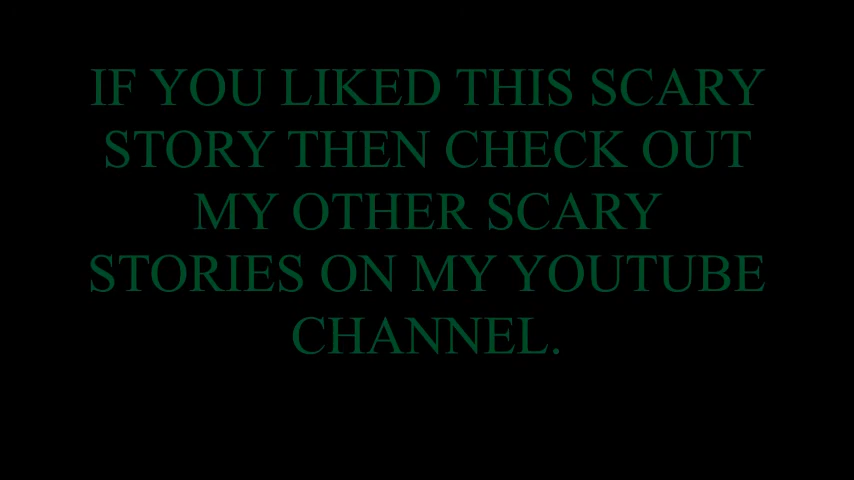 IF YOU LIKED THIS SCARY
STORY THEN CHECK OUT
MY OTHER SCARY
STORIES ON MY YOUTUBE
CHANNEL.